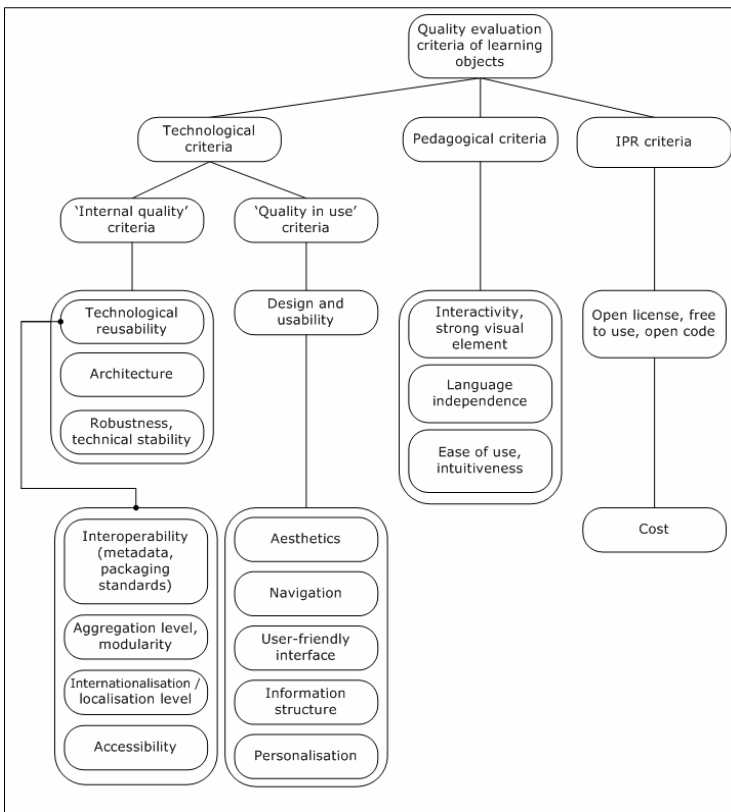 Quality evaluation
criteria of learning
objects
Technological
criteria
Pedagogical criteria
IPR criteria
‘Internal quality’
criteria
‘Quality in use’
criteria
Technological
reusability
Architecture
Robustness,
technical stability
Design and
usability
Interactivity,
strong visual
element
Language
independence
Ease of use,
intuitiveness
Open license, free
to use, open code
Interoperability
(metadata,
packaging
standards)
Aggregation level,
modularity
Internationalisation /
localisation level
Accessibility
Aesthetics
Navigation
User-friendly
interface
Information
structure
Personalisation
Cost